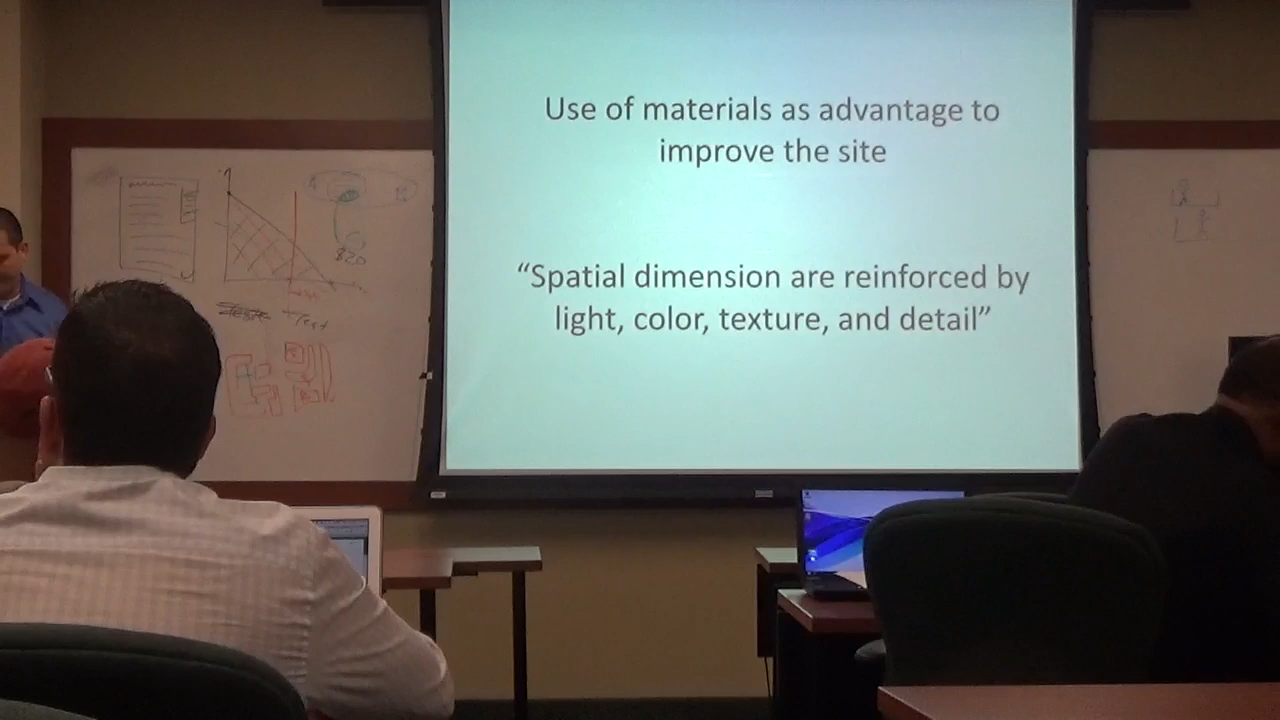 Use of materials as advantage to
improve the site
“Spatial dimension are reinforced by
light, color, texture, and detail”
$20